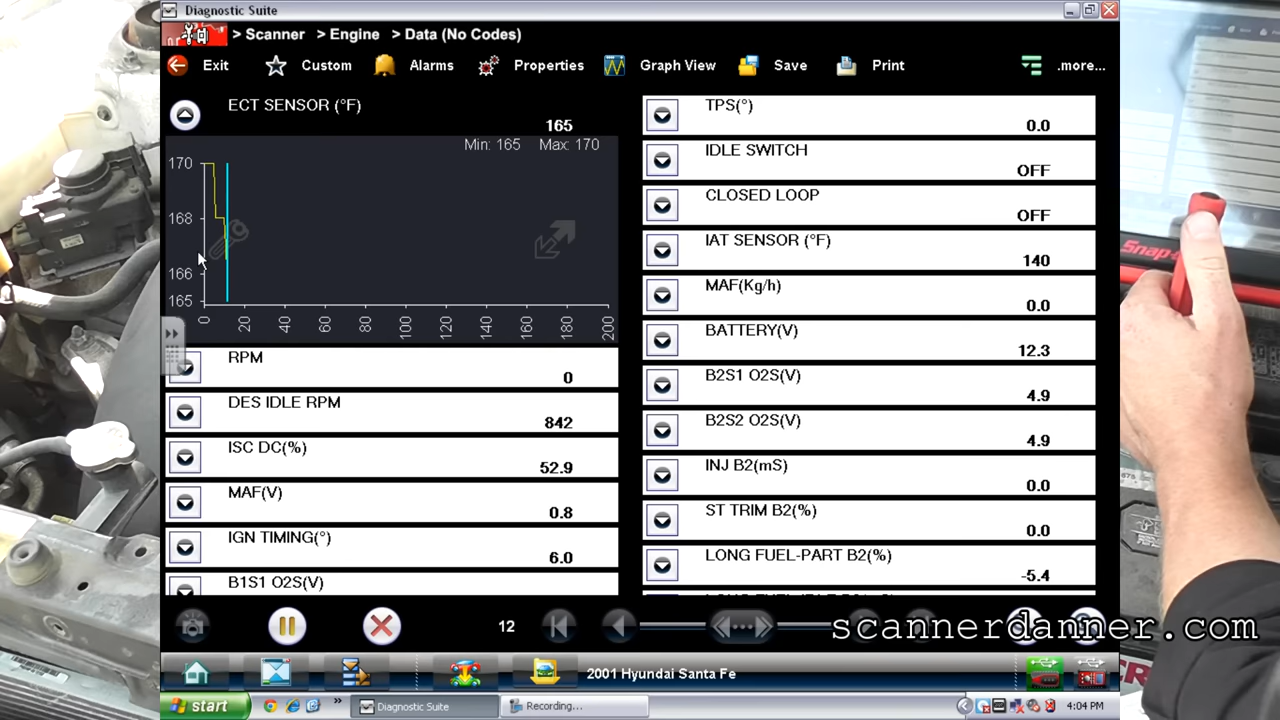 Diagnostic Suite
> Scanner > Engine > Data (No Codes)
Exit Custom Alarms Properties Graph View Save Print .more...
ECT SENSOR (°F)
165
Min: 165 Max: 170
170
168
166
165
0 20 40 60 80 100 120 140 160 180 200
RPM
0
DES IDLE RPM
842
ISC DC(%)
52.9
MAF(V)
0.8
IGN TIMING(°)
6.0
B1S1 O2S(V)
TPS(°)
0.0
IDLE SWITCH
OFF
CLOSED LOOP
OFF
IAT SENSOR (°F)
140
MAF(Kg/h)
0.0
BATTERY(V)
12.3
B2S1 O2S(V)
4.9
B2S2 O2S(V)
4.9
INJ B2(mS)
0.0
ST TRIM B2(%)
0.0
LONG FUEL-PART B2(%)
-5.4
12
scannerdanner.com
2001 Hyundai Santa Fe
start
Diagnostic Suite
Recording...
4:04 PM